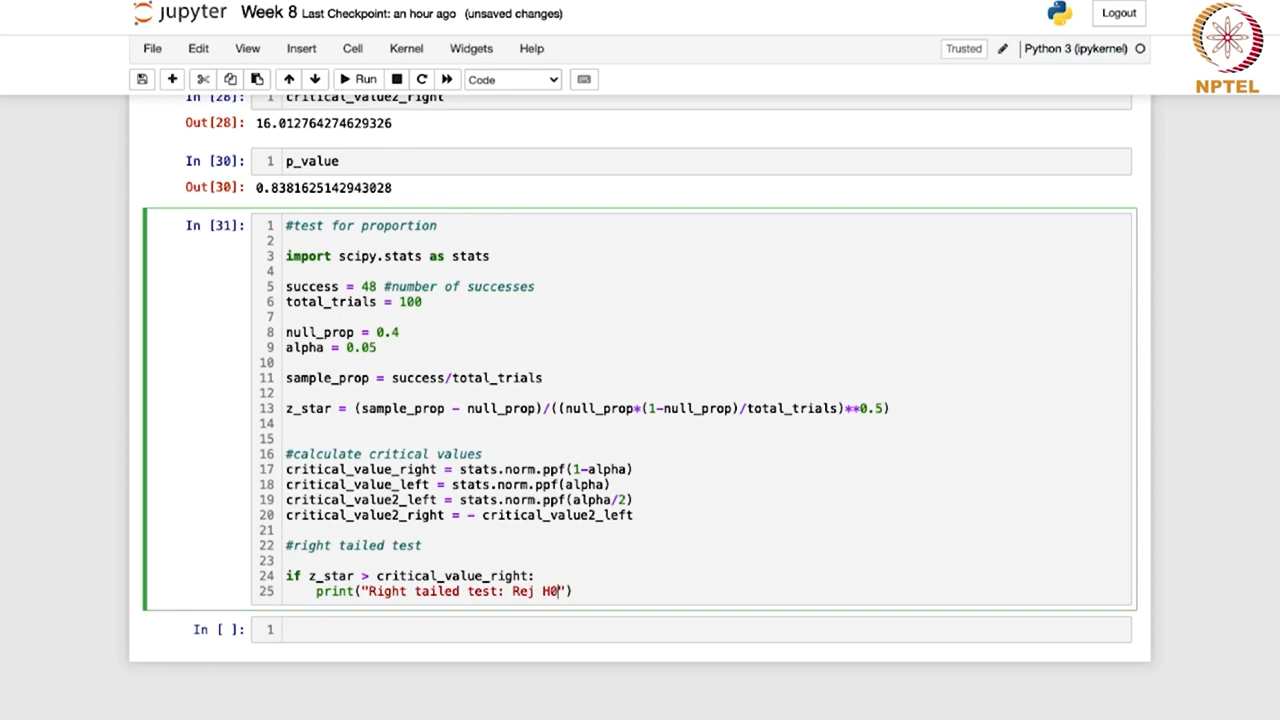 jupyter Week 8 Last Checkpoint: an hour ago (unsaved changes) Logout
File Edit View Insert Cell Kernel Widgets Help Trusted Python 3 (ipykernel)
Run Code
NPTEL
In [28]: 1 critical_value2_right
Out[28]: 16.012764274629326
In [30]: 1 p_value
Out[30]: 0.8381625142943028
In [31]: 1 #test for proportion
2
3 import scipy.stats as stats
4
5 success = 48 #number of successes
6 total_trials = 100
7
8 null_prop = 0.4
9 alpha = 0.05
10
11 sample_prop = success/total_trials
12
13 z_star = (sample_prop - null_prop)/((null_prop*(1-null_prop)/total_trials)**0.5)
14
15
16 #calculate critical values
17 critical_value_right = stats.norm.ppf(1-alpha)
18 critical_value_left = stats.norm.ppf(alpha)
19 critical_value2_left = stats.norm.ppf(alpha/2)
20 critical_value2_right = - critical_value2_left
21
22 #right tailed test
23
24 if z_star > critical_value_right:
25 print("Right tailed test: Rej H0")
In [ ]: 1